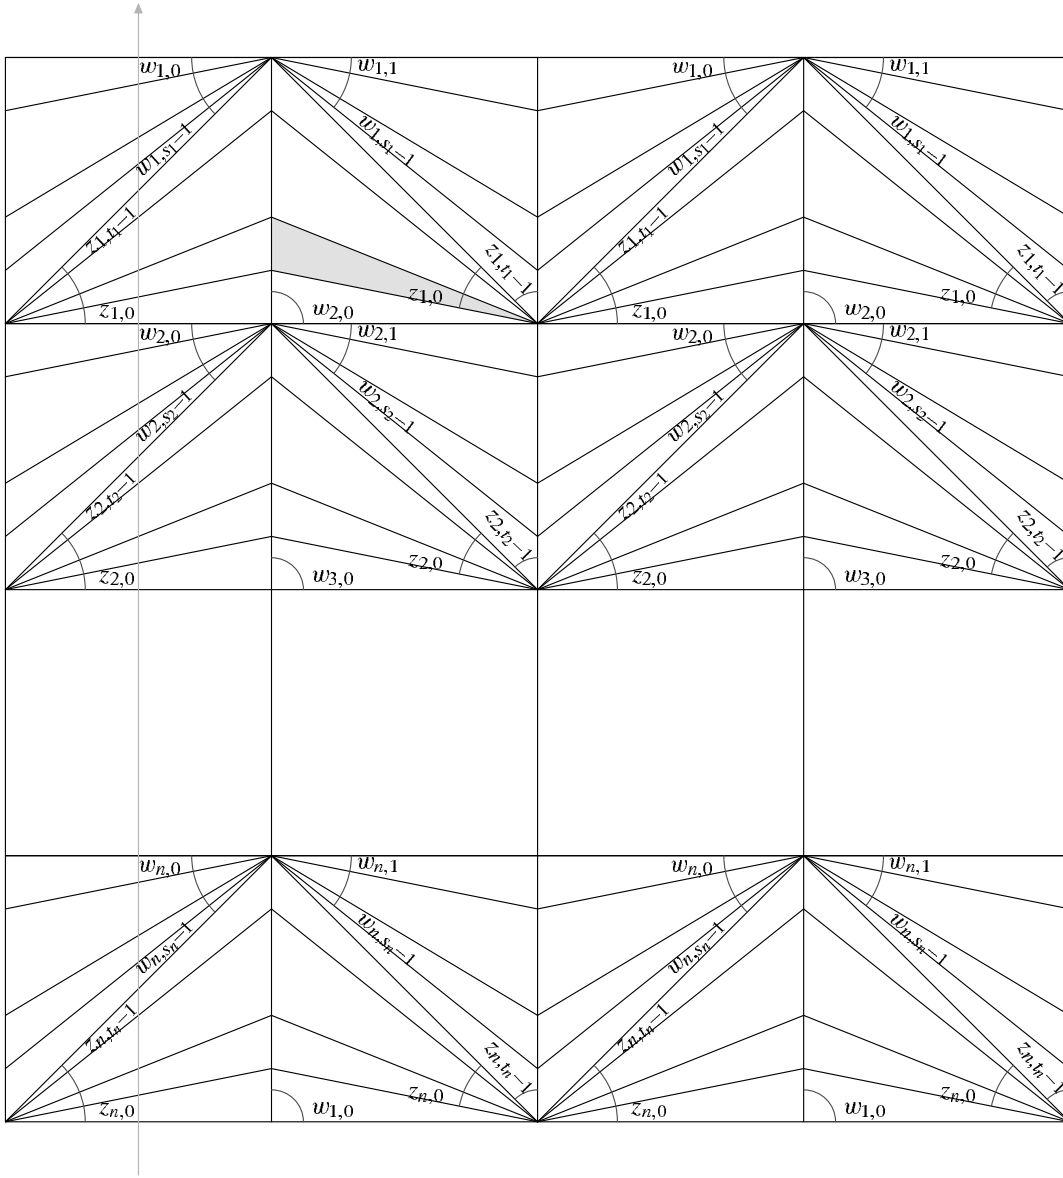 w1,0 w1,1 w1,0 w1,1
w1,s1−1 w1,s1−1 w1,s1−1 w1,s1−1
z1,t1−1 z1,t1−1 z1,t1−1 z1,t1−1
z1,0 w2,0 z1,0 z1,0 w2,0 z1,0
w2,0 w2,1 w2,0 w2,1
w2,s2−1 w2,s2−1 w2,s2−1 w2,s2−1
z2,t2−1 z2,t2−1 z2,t2−1 z2,t2−1
z2,0 w3,0 z2,0 z2,0 w3,0 z2,0
wn,0 wn,1 wn,0 wn,1
wn,sn−1 wn,sn−1 wn,sn−1 wn,sn−1
zn,tn−1 zn,tn−1 zn,tn−1 zn,tn−1
zn,0 w1,0 zn,0 zn,0 w1,0 zn,0